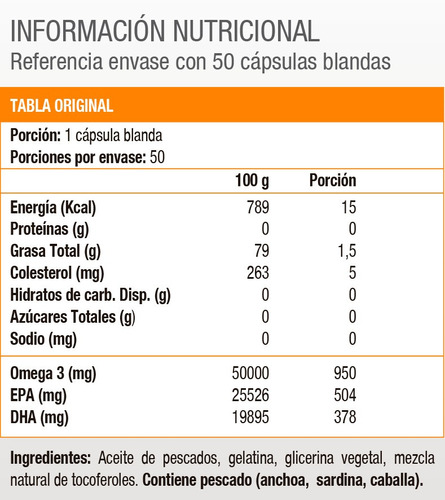 INFORMACIÓN NUTRICIONAL
Referencia envase con 50 cápsulas blandas
TABLA ORIGINAL
Porción: 1 cápsula blanda
Porciones por envase: 50
100 g Porción
Energía (Kcal) 789 15
Proteínas (g) 0 0
Grasa Total (g) 79 1,5
Colesterol (mg) 263 5
Hidratos de carb. Disp. (g) 0 0
Azúcares Totales (g) 0 0
Sodio (mg) 0 0
Omega 3 (mg) 50000 950
EPA (mg) 25526 504
DHA (mg) 19895 378
Ingredientes: Aceite de pescados, gelatina, glicerina vegetal, mezcla
natural de tocoferoles. Contiene pescado (anchoa, sardina, caballa).